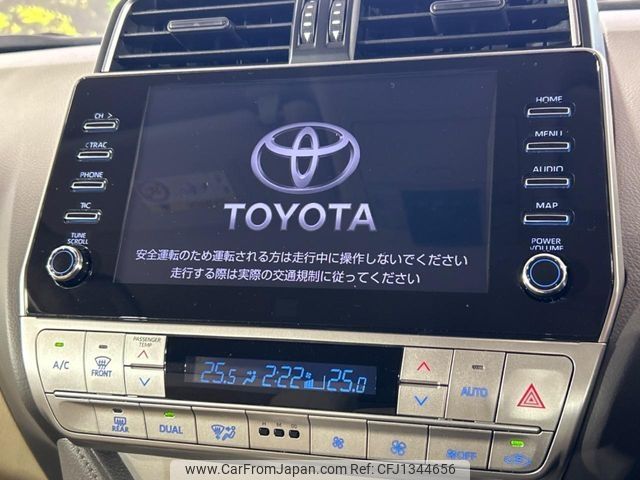 CH >
< TRAC
PHONE
T/C
TUNE
SCROLL
TOYOTA
安全運転のため運転される方は走行中に操作しないでください
走行する際は実際の交通規制に従ってください
HOME
MENU
AUDIO
MAP
POWER
VOLUME
A/C
FRONT
PASSENGER
TEMP
25.5 2:22 25.0
AUTO
REAR
DUAL
OFF
www.CarFromJapan.com - CFJ1344656